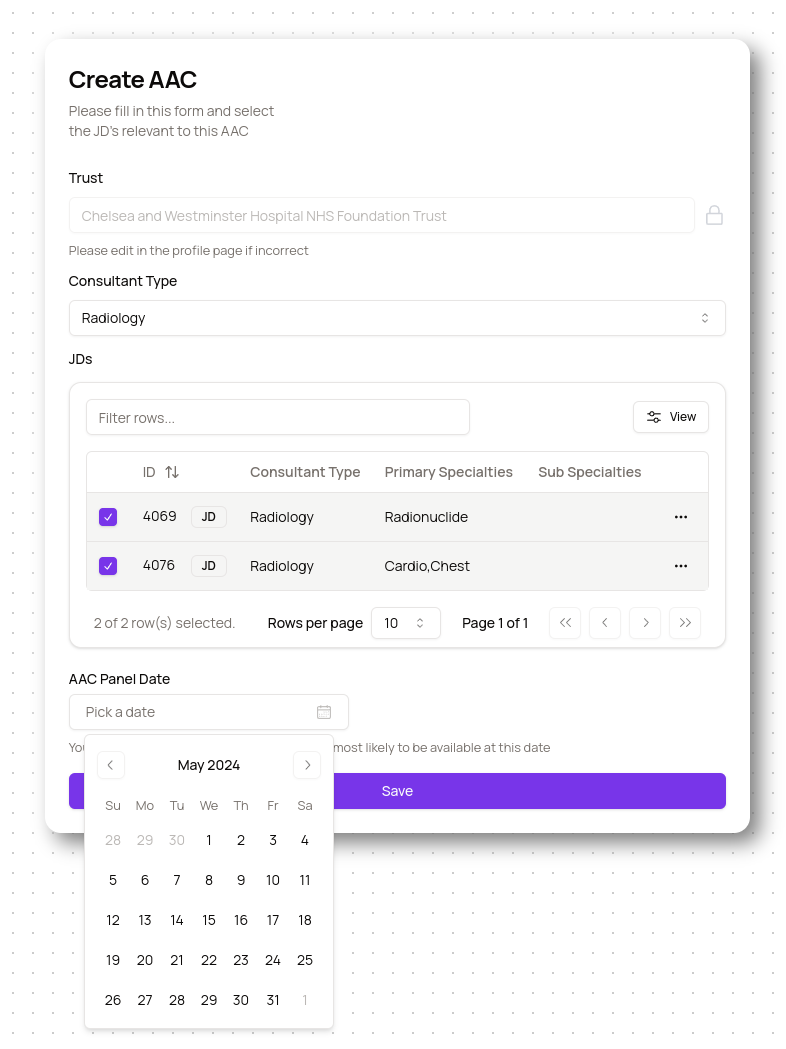 Create AAC
Please fill in this form and select
the JD's relevant to this AAC
Trust
Chelsea and Westminster Hospital NHS Foundation Trust
Please edit in the profile page if incorrect
Consultant Type
Radiology
JDs
Filter rows...
View
ID Consultant Type Primary Specialties Sub Specialties
4069 JD Radiology Radionuclide
4076 JD Radiology Cardio,Chest
2 of 2 row(s) selected. Rows per page 10 Page 1 of 1
AAC Panel Date
Pick a date
most likely to be available at this date
Save
May 2024
Su Mo Tu We Th Fr Sa
28 29 30 1 2 3 4
5 6 7 8 9 10 11
12 13 14 15 16 17 18
19 20 21 22 23 24 25
26 27 28 29 30 31 1